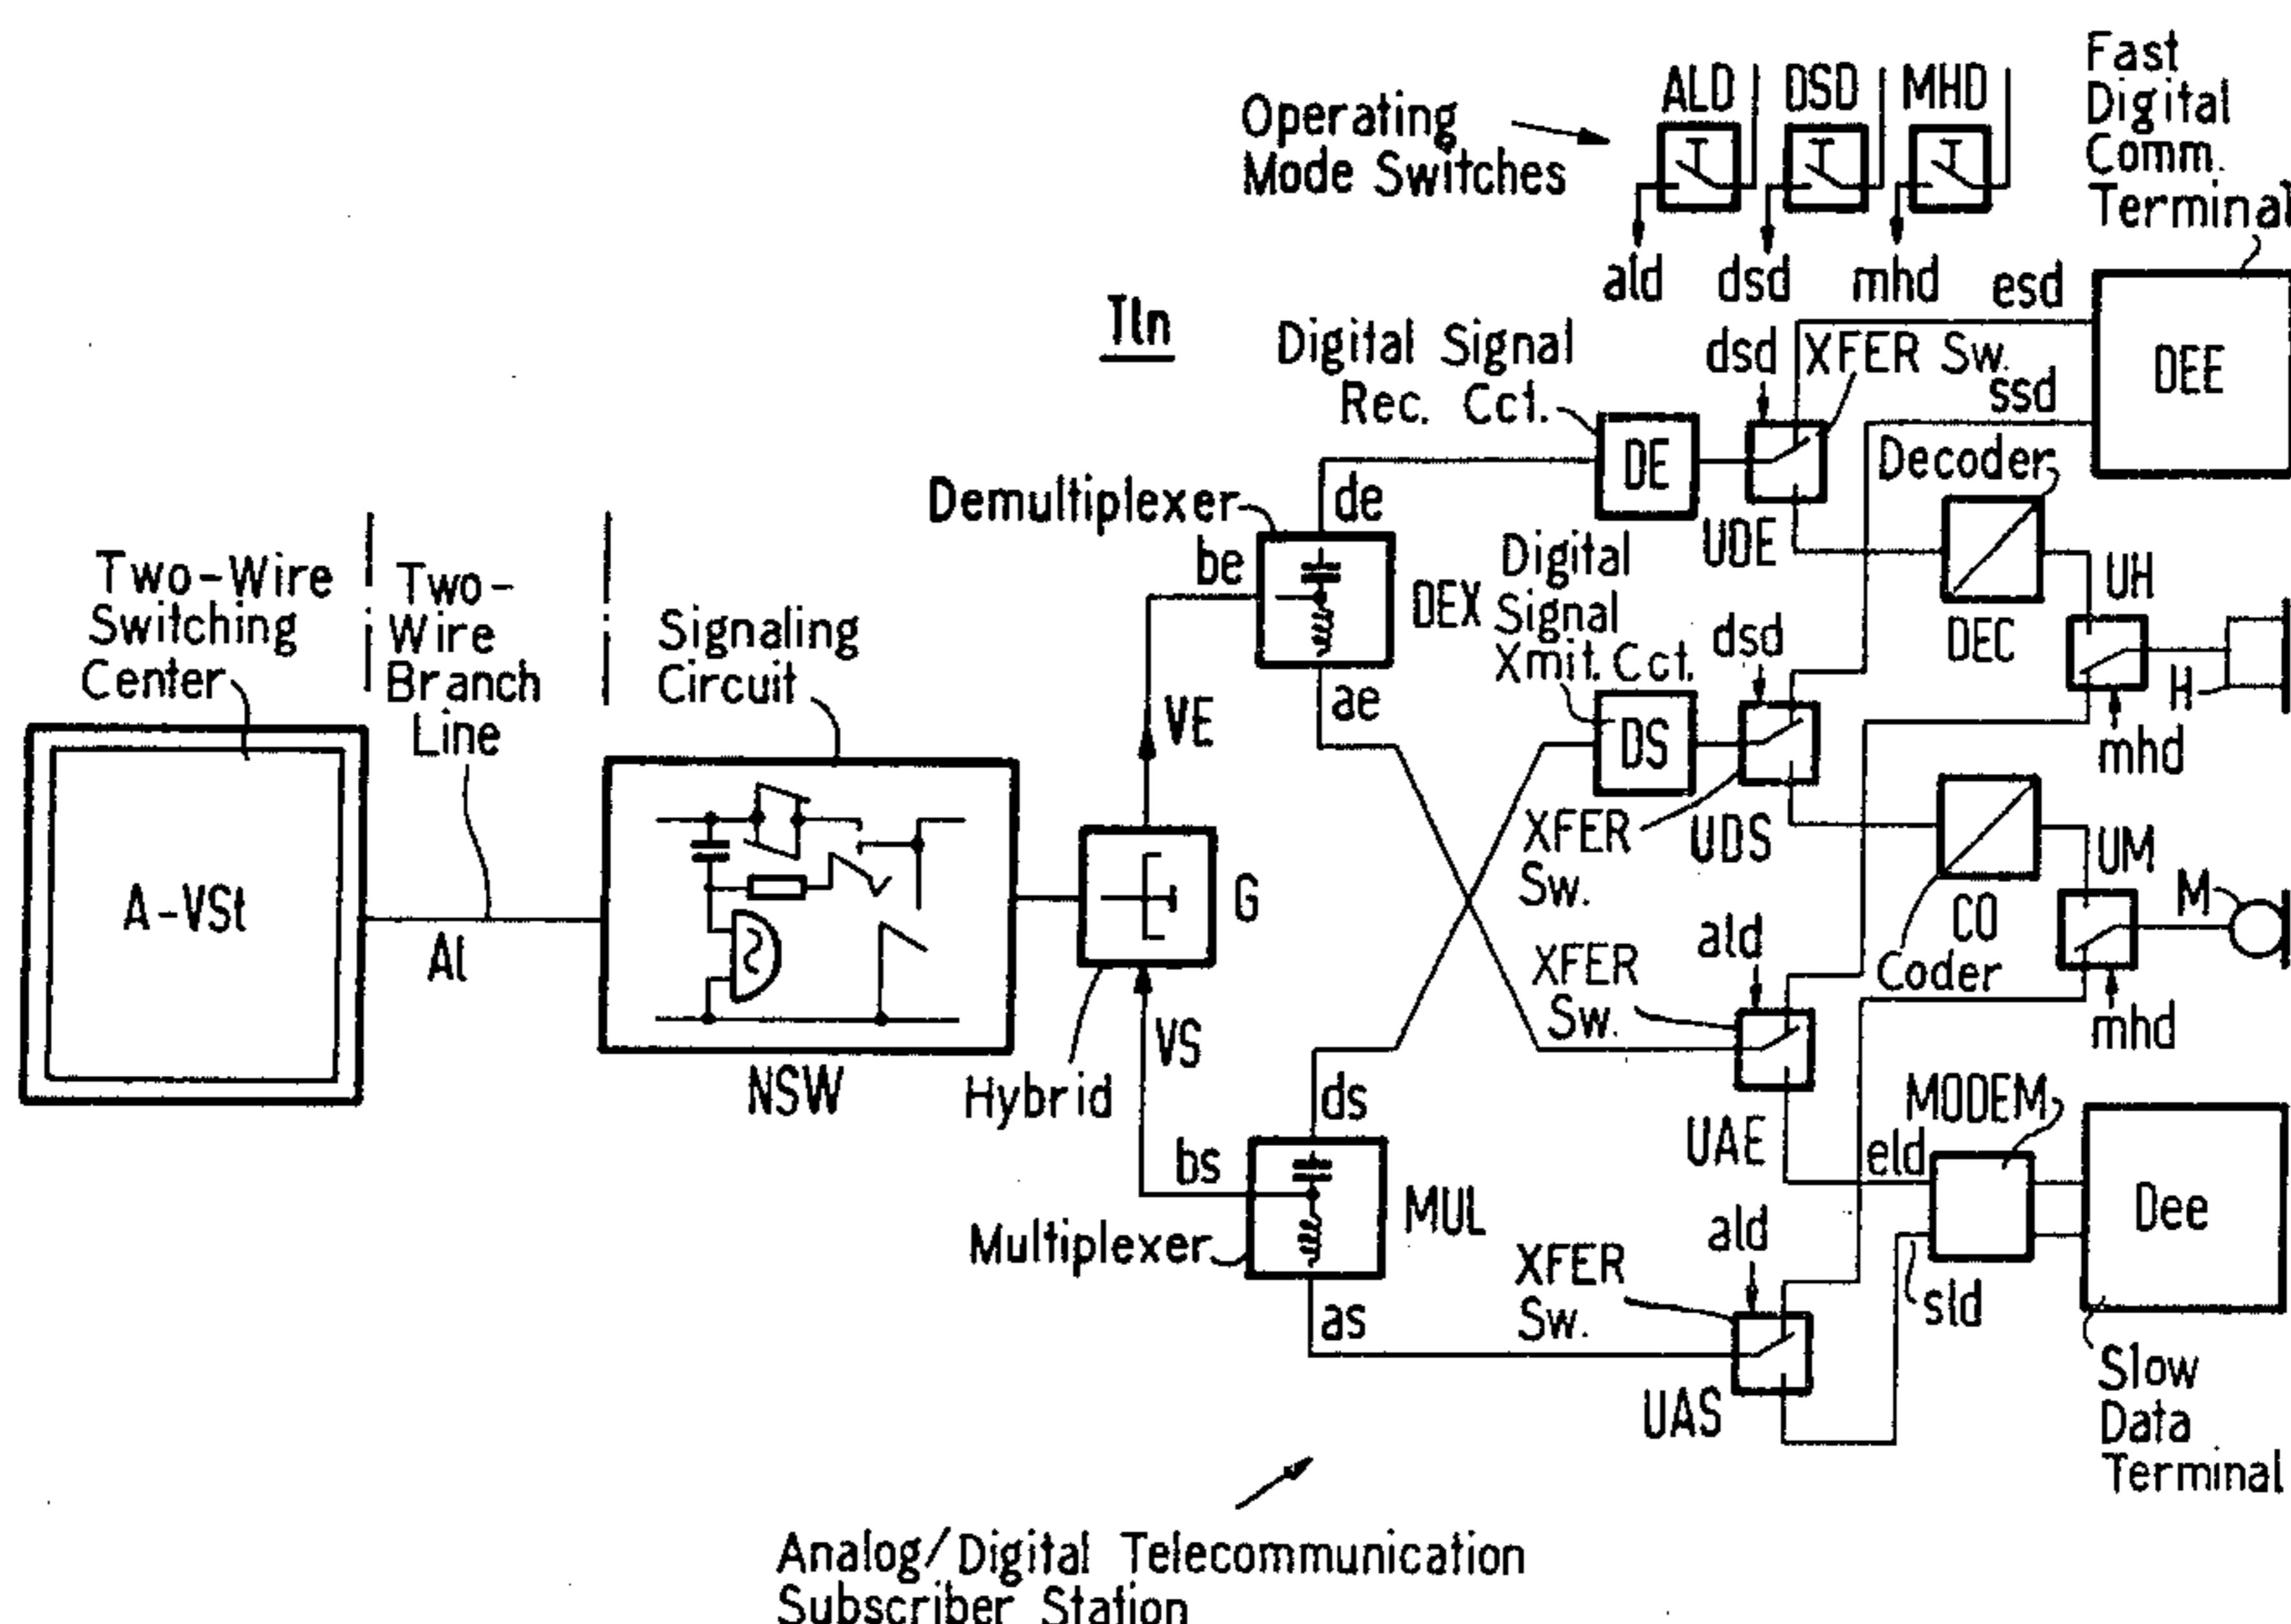 Operating
Mode Switches
ALD
DSD
MHD
ald
dsd
mhd
Fast
Digital
Comm.
Terminal
esd
ssd
DEE
Tln
Digital Signal
Rec. Cct.
dsd
XFER Sw.
DE
UDE
Decoder
DEC
UH
H
mhd
Demultiplexer
de
be
DEX
ae
Digital
Signal
Xmit. Cct.
dsd
DS
XFER
Sw.
UDS
CO
Coder
UM
M
mhd
Two-Wire
Switching
Center
A-VSt
Two-
Wire
Branch
Line
Al
Signaling
Circuit
NSW
VE
G
VS
Hybrid
ds
bs
MUL
Multiplexer
as
ald
XFER
Sw.
UAE
MODEM
eld
sld
Dee
ald
XFER
Sw.
UAS
Slow
Data
Terminal
Analog/Digital Telecommunication
Subscriber Station